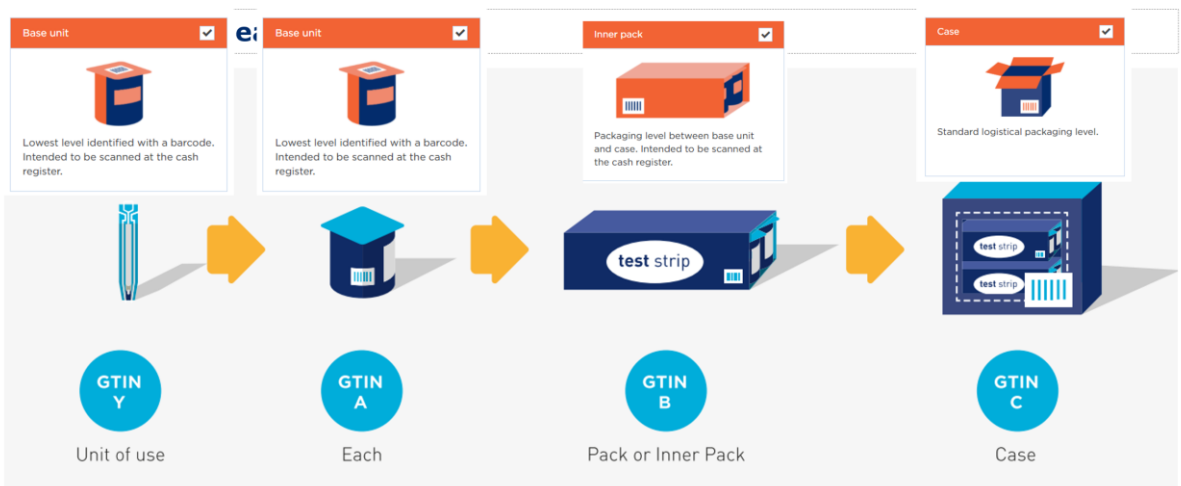 Base unit
Lowest level identified with a barcode.
Intended to be scanned at the cash
register.
Base unit
Lowest level identified with a barcode.
Intended to be scanned at the cash
register.
Inner pack
Packaging level between base unit
and case. Intended to be scanned at
the cash register.
Case
Standard logistical packaging level.
test strip
test strip
test strip
GTIN
Y
Unit of use
GTIN
A
Each
GTIN
B
Pack or Inner Pack
GTIN
C
Case